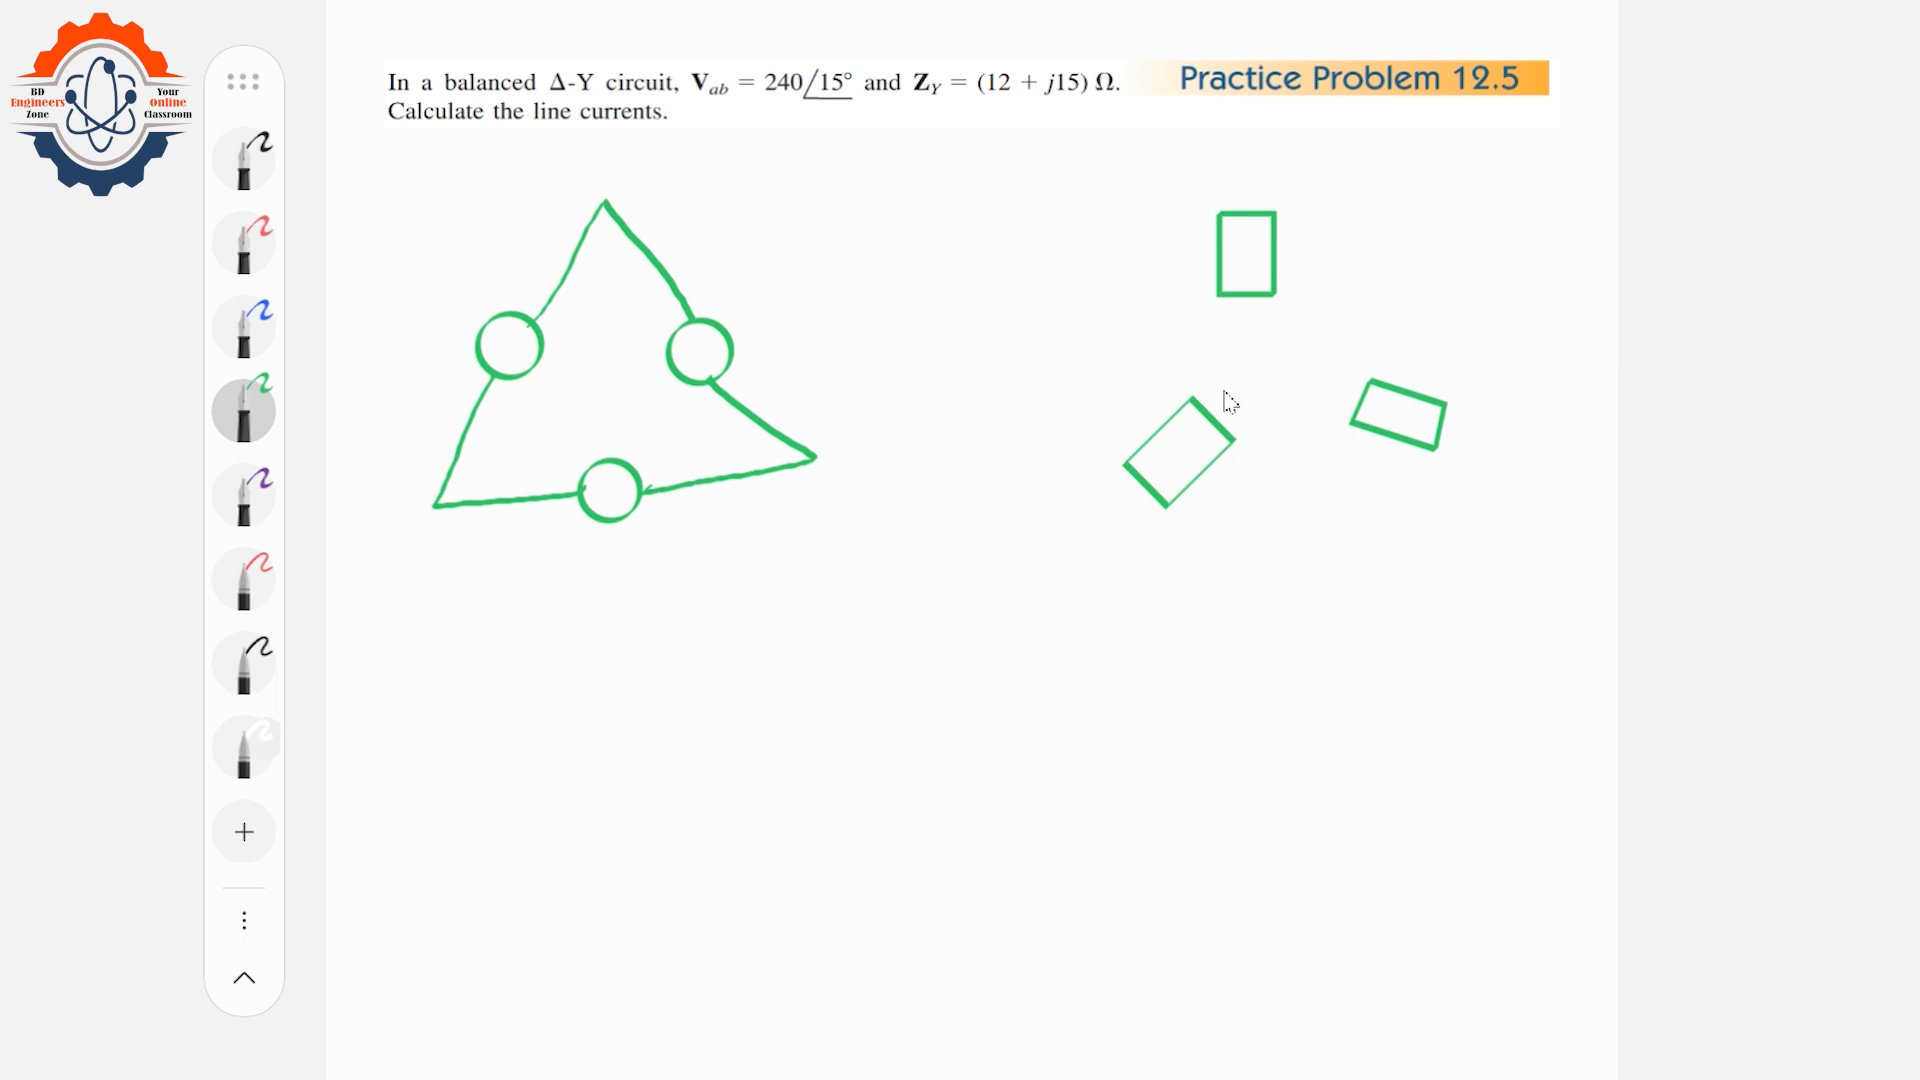 BD
Engineers
Zone
Your
Online
Classroom
In a balanced Δ-Y circuit, V_ab = 240/15° and Z_Y = (12 + j15) Ω.
Calculate the line currents.
Practice Problem 12.5